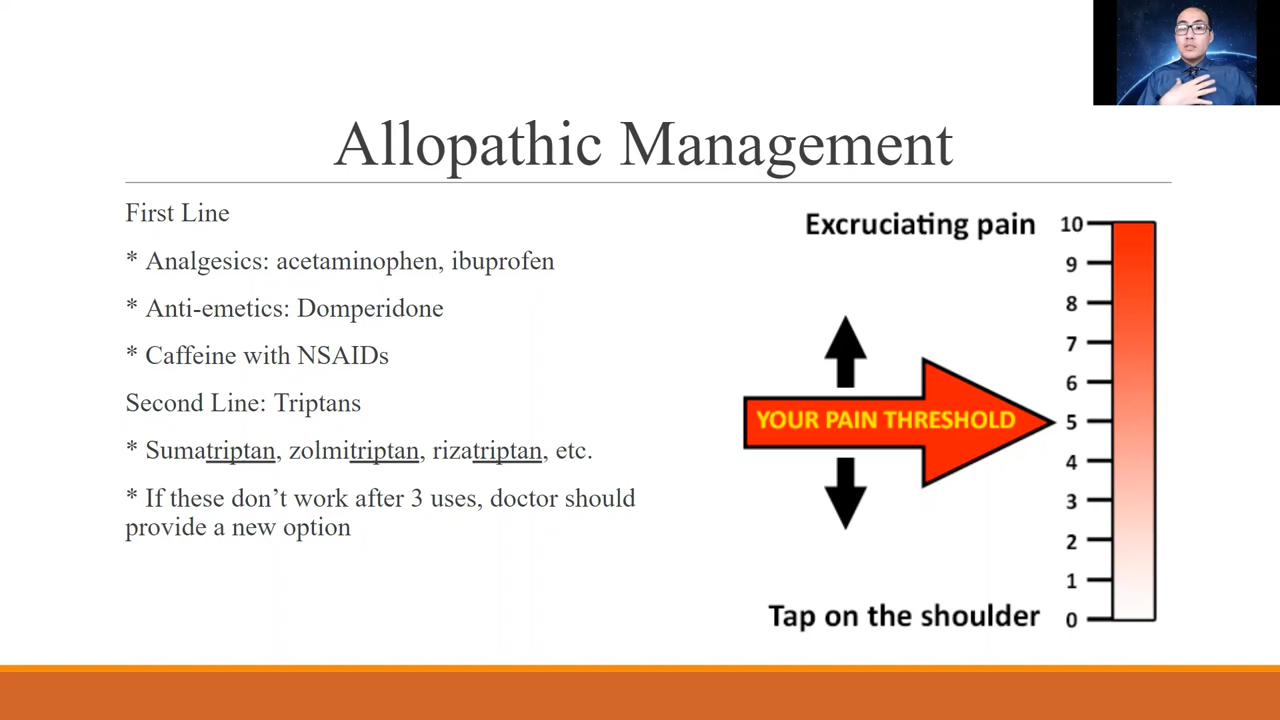 Allopathic Management
First Line
* Analgesics: acetaminophen, ibuprofen
* Anti-emetics: Domperidone
* Caffeine with NSAIDs
Second Line: Triptans
* Sumatriptan, zolmitriptan, rizatriptan, etc.
* If these don’t work after 3 uses, doctor should
provide a new option
Excruciating pain
10
9
8
7
6
YOUR PAIN THRESHOLD
5
4
3
2
1
Tap on the shoulder
0